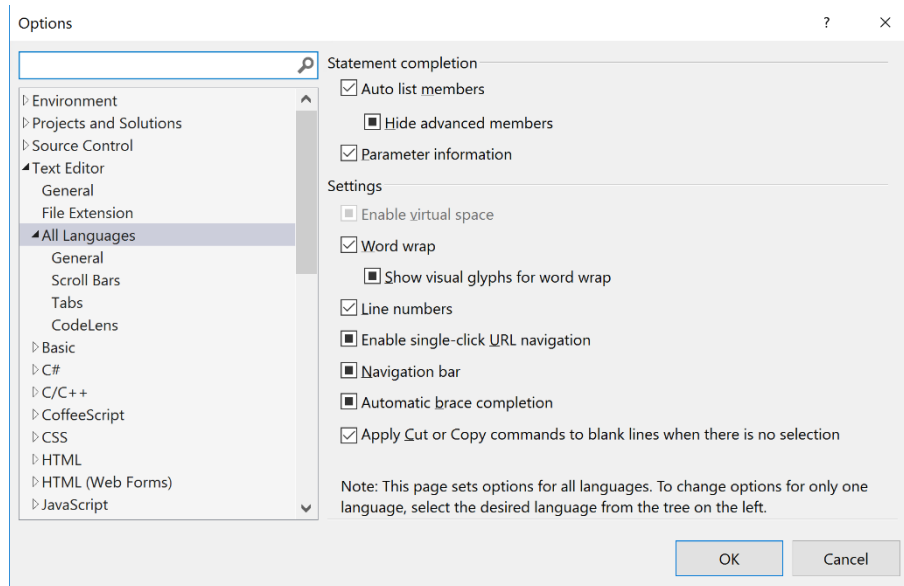 Options
?
Environment
Projects and Solutions
Source Control
Text Editor
General
File Extension
All Languages
General
Scroll Bars
Tabs
CodeLens
Basic
C#
C/C++
CoffeeScript
CSS
HTML
HTML (Web Forms)
JavaScript
Statement completion
Auto list members
Hide advanced members
Parameter information
Settings
Enable virtual space
Word wrap
Show visual glyphs for word wrap
Line numbers
Enable single-click URL navigation
Navigation bar
Automatic brace completion
Apply Cut or Copy commands to blank lines when there is no selection
Note: This page sets options for all languages. To change options for only one
language, select the desired language from the tree on the left.
OK
Cancel